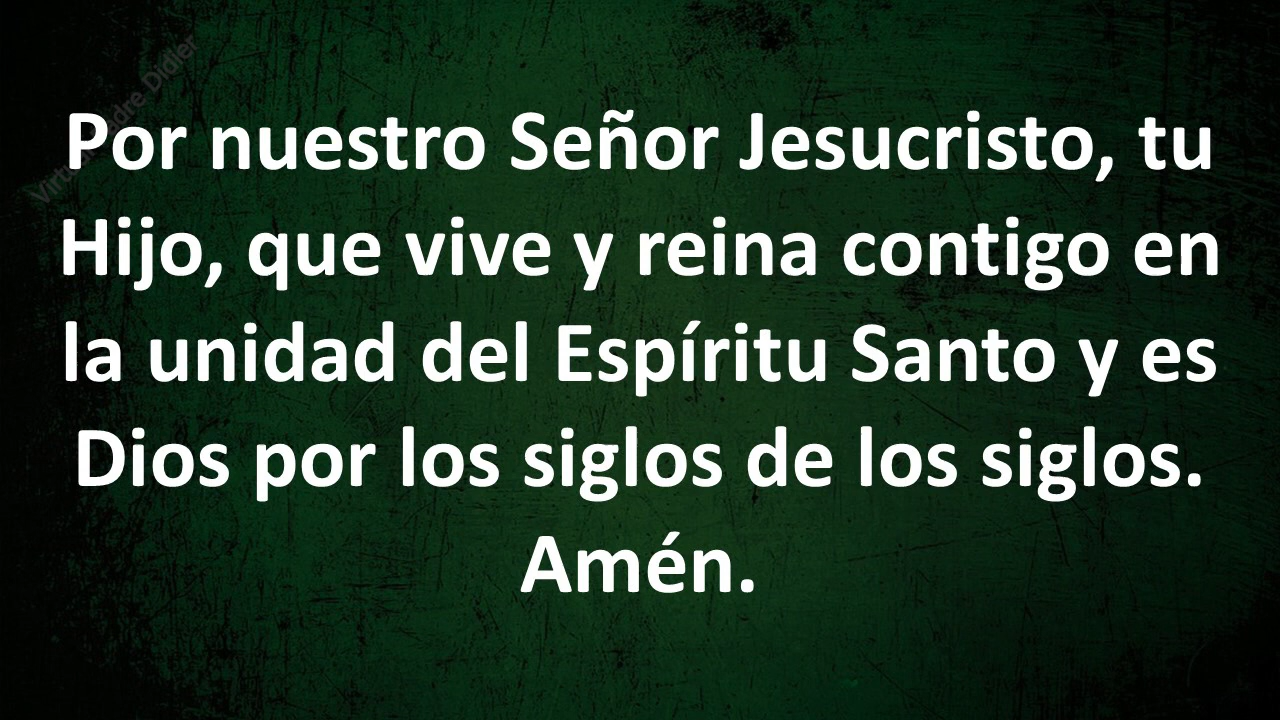 Por nuestro Señor Jesucristo, tu
Hijo, que vive y reina contigo en
la unidad del Espíritu Santo y es
Dios por los siglos de los siglos.
Amén.